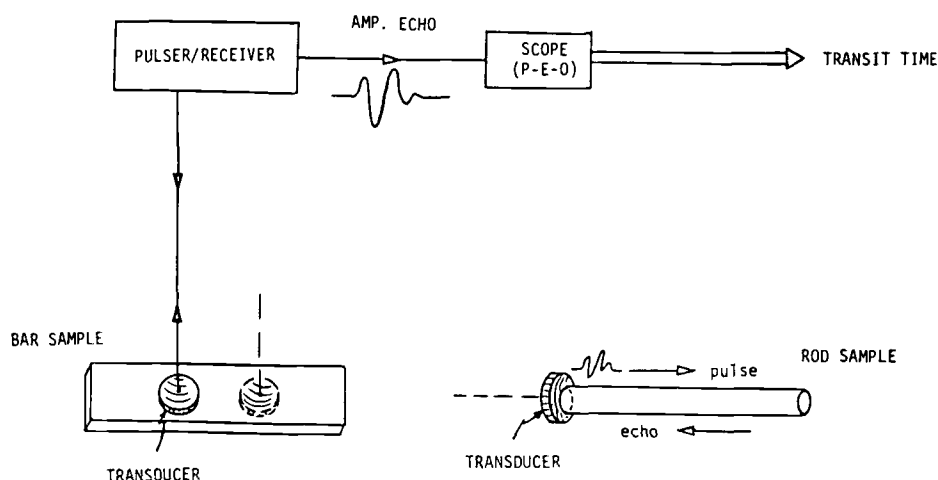 AMP. ECHO
PULSER/RECEIVER
SCOPE
(P-E-O)
TRANSIT TIME
BAR SAMPLE
ROD SAMPLE
pulse
echo
TRANSDUCER
TRANSDUCER